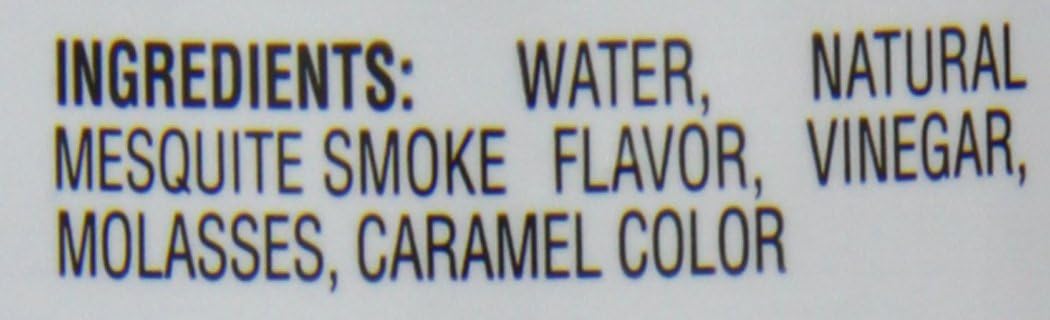 INGREDIENTS: WATER, NATURAL
MESQUITE SMOKE FLAVOR, VINEGAR,
MOLASSES, CARAMEL COLOR